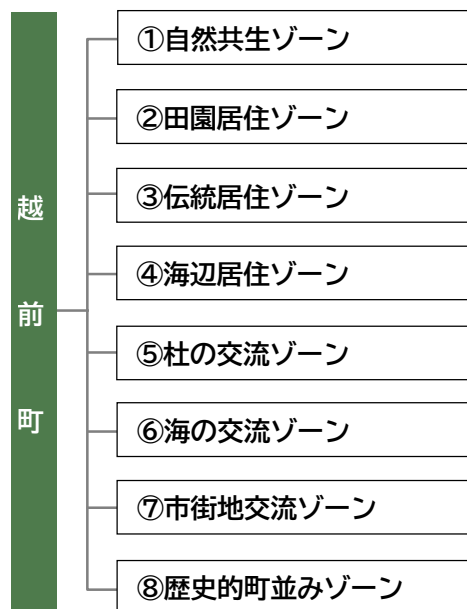 越前町
①自然共生ゾーン
②田園居住ゾーン
③伝統居住ゾーン
④海辺居住ゾーン
⑤杜の交流ゾーン
⑥海の交流ゾーン
⑦市街地交流ゾーン
⑧歴史的町並みゾーン